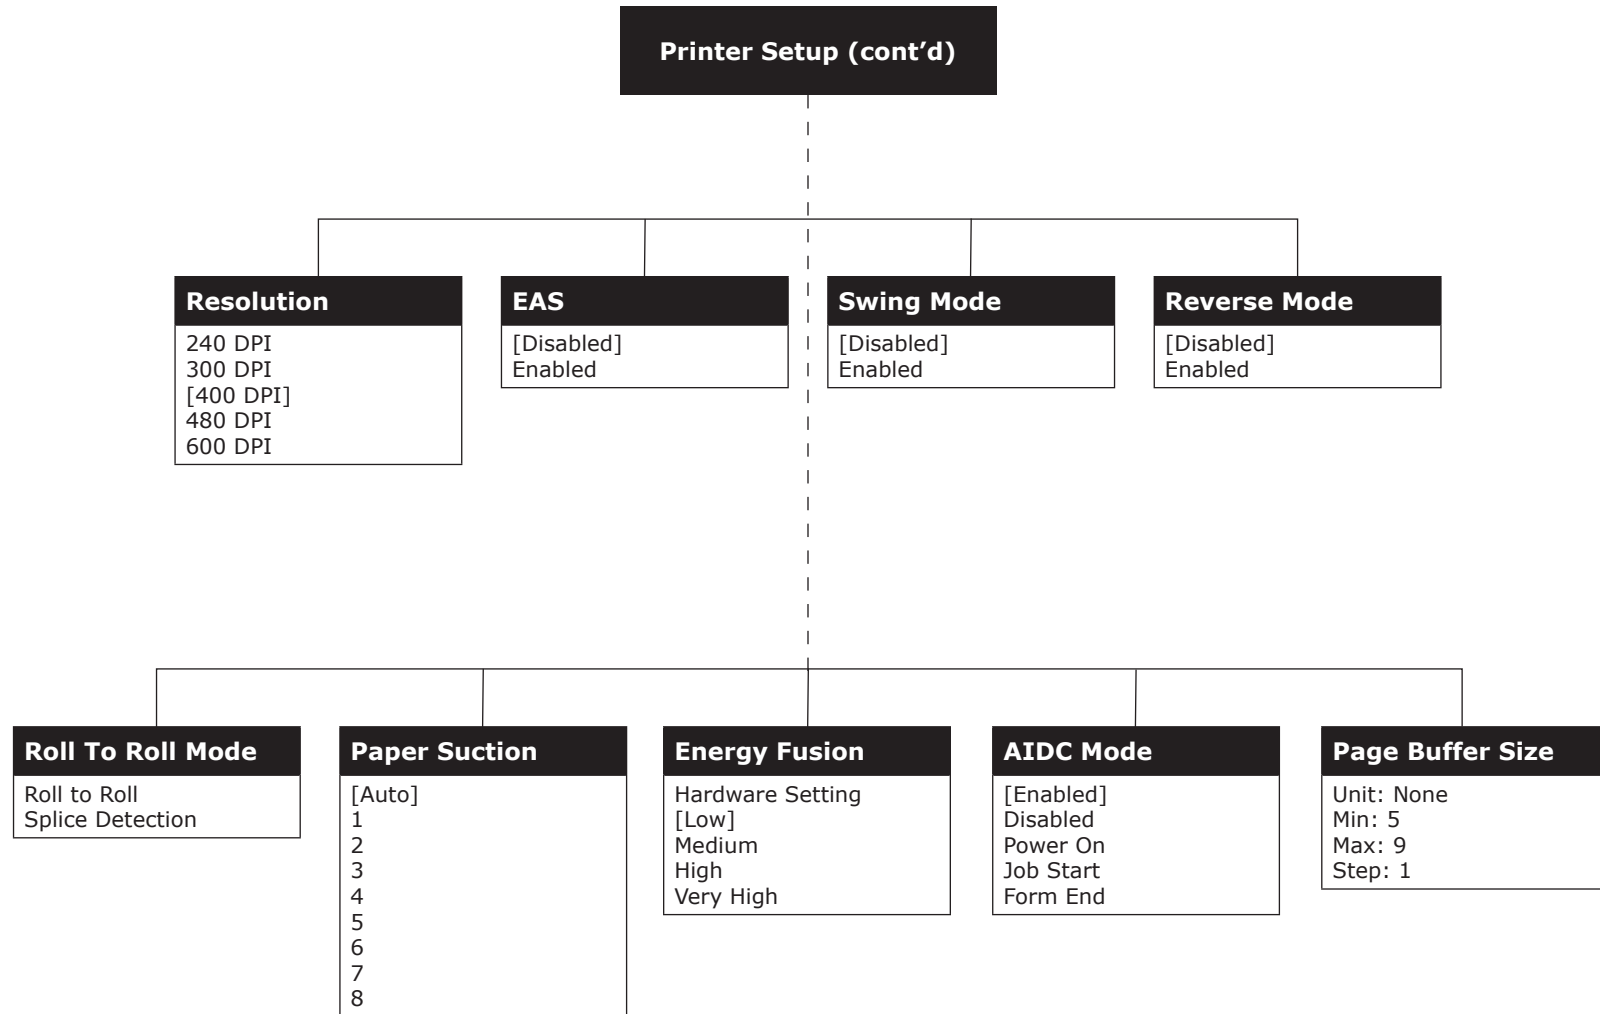 Printer Setup (cont’d)
Resolution
240 DPI
300 DPI
[400 DPI]
480 DPI
600 DPI
EAS
[Disabled]
Enabled
Swing Mode
[Disabled]
Enabled
Reverse Mode
[Disabled]
Enabled
Roll To Roll Mode
Roll to Roll
Splice Detection
Paper Suction
[Auto]
1
2
3
4
5
6
7
8
Energy Fusion
Hardware Setting
[Low]
Medium
High
Very High
AIDC Mode
[Enabled]
Disabled
Power On
Job Start
Form End
Page Buffer Size
Unit: None
Min: 5
Max: 9
Step: 1